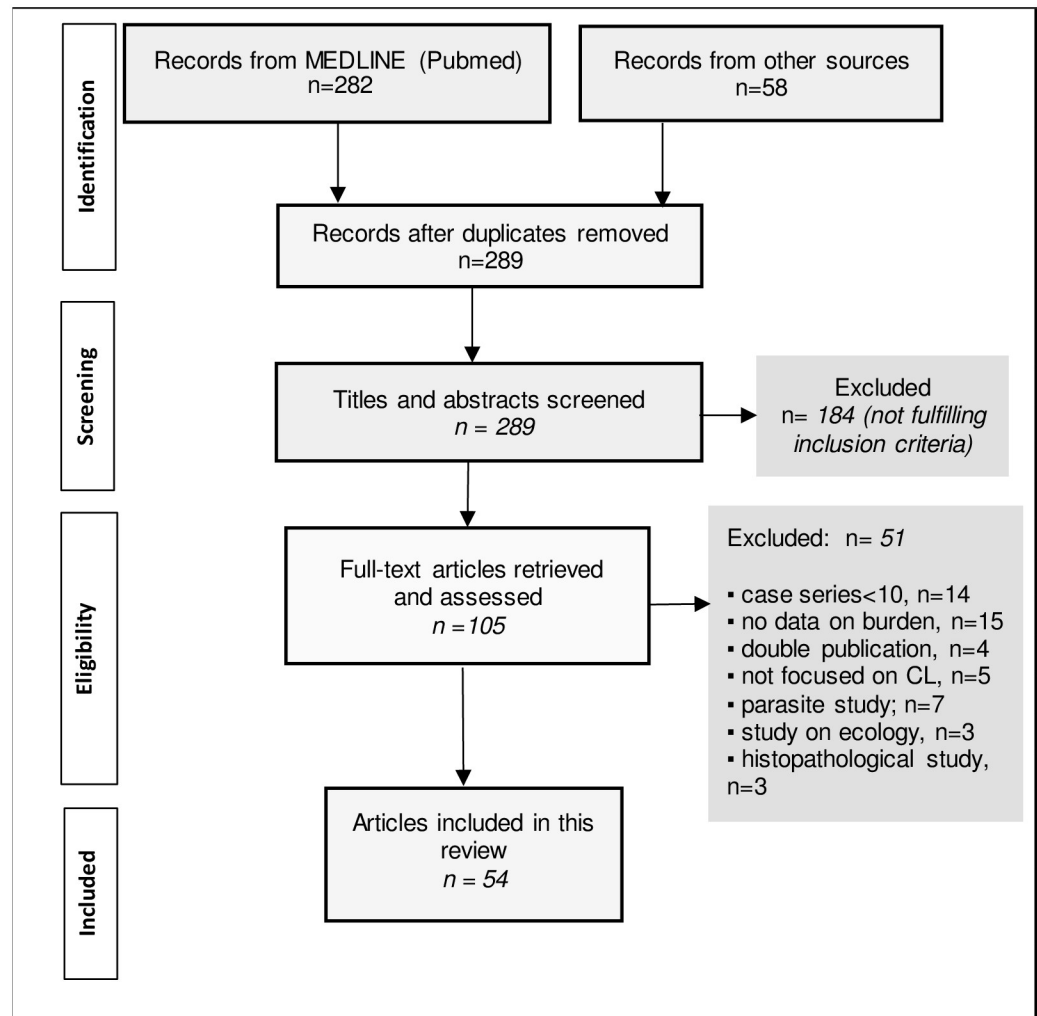 Identification
Records from MEDLINE (Pubmed)
n=282
Records from other sources
n=58
Records after duplicates removed
n=289
Screening
Titles and abstracts screened
n = 289
Excluded
n= 184 (not fulfilling
inclusion criteria)
Eligibility
Full-text articles retrieved
and assessed
n =105
Excluded: n= 51
▪ case series<10, n=14
▪ no data on burden, n=15
▪ double publication, n=4
▪ not focused on CL, n=5
▪ parasite study; n=7
▪ study on ecology, n=3
▪ histopathological study,
n=3
Included
Articles included in this
review
n = 54